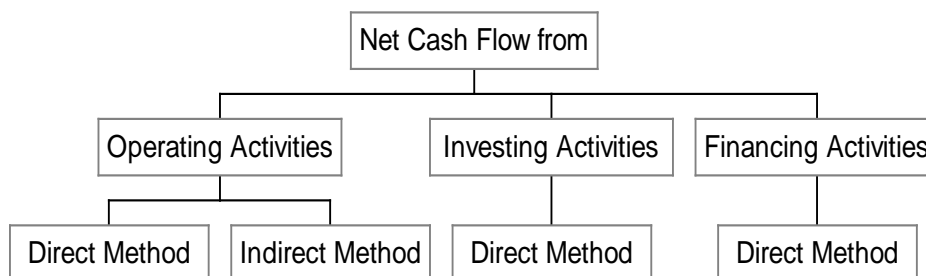 Net Cash Flow from
Operating Activities
Investing Activities
Financing Activities
Direct Method
Indirect Method
Direct Method
Direct Method